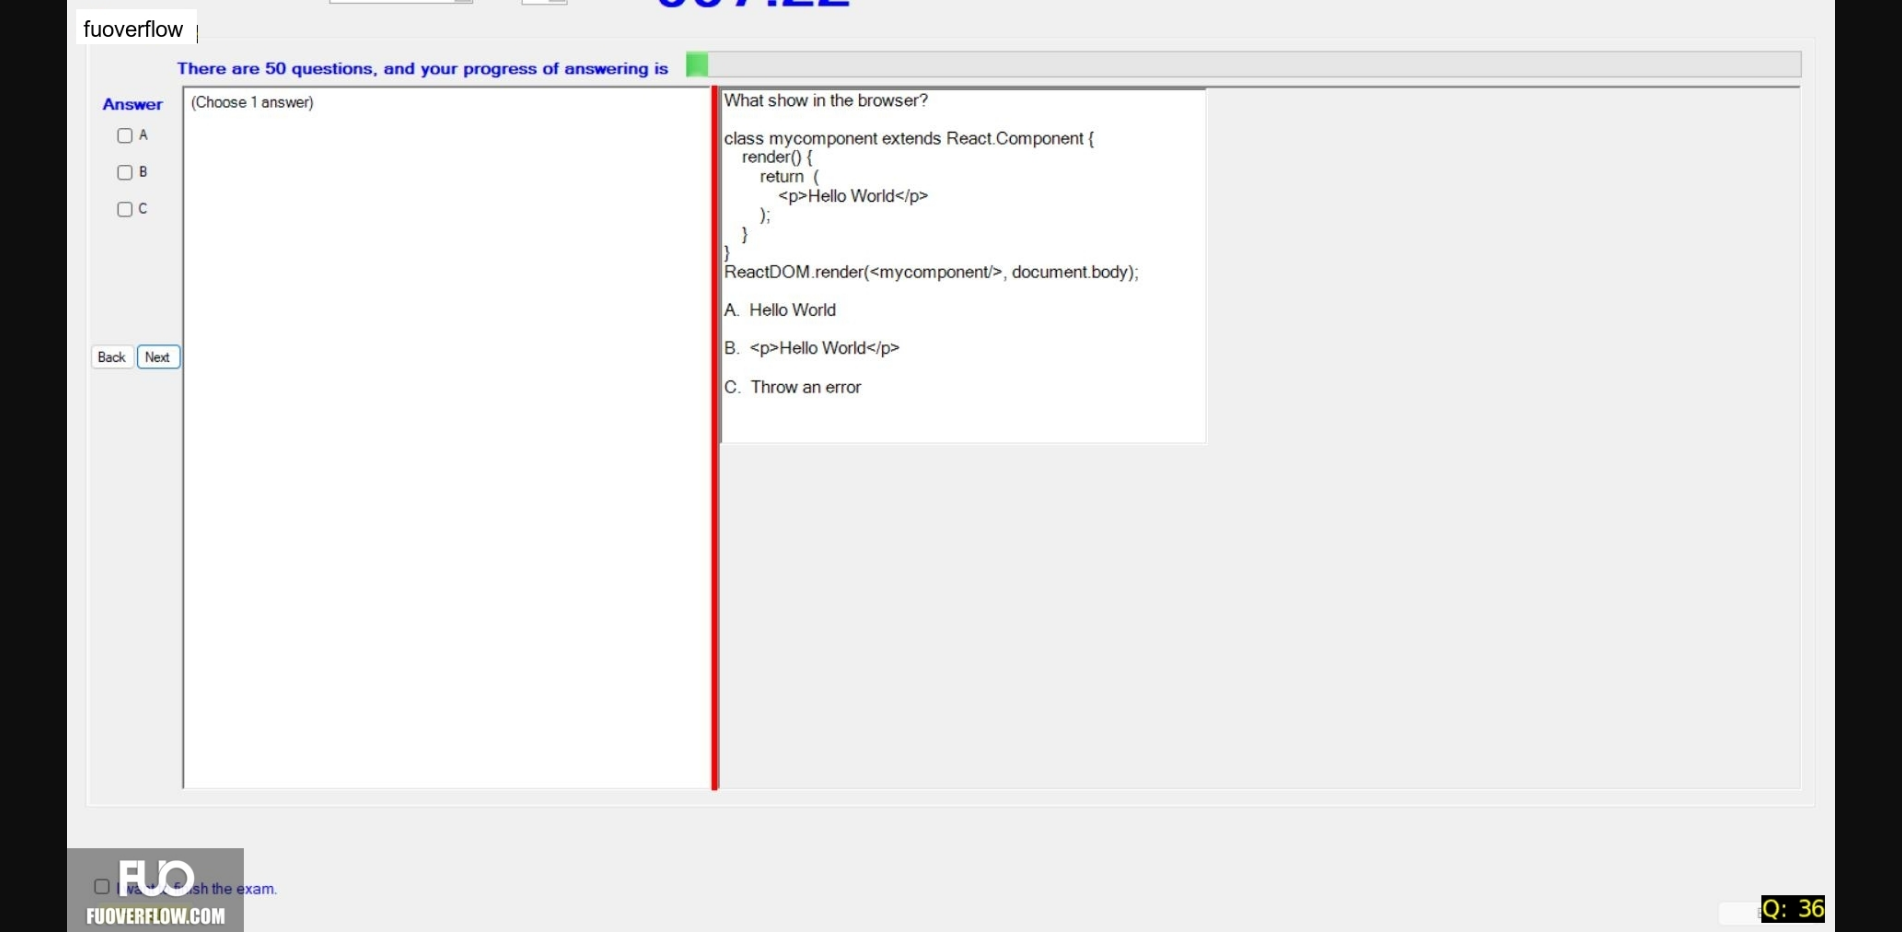 fuoverflow
There are 50 questions, and your progress of answering is
Answer
A
B
C
Back
Next
(Choose 1 answer)
What show in the browser?
class mycomponent extends React.Component {
render() {
return (
<p>Hello World</p>
);
}
}
ReactDOM.render(<mycomponent/>, document.body);
A. Hello World
B. <p>Hello World</p>
C. Throw an error
FUO
I want finish the exam.
FUOVERFLOW.COM
Q: 36